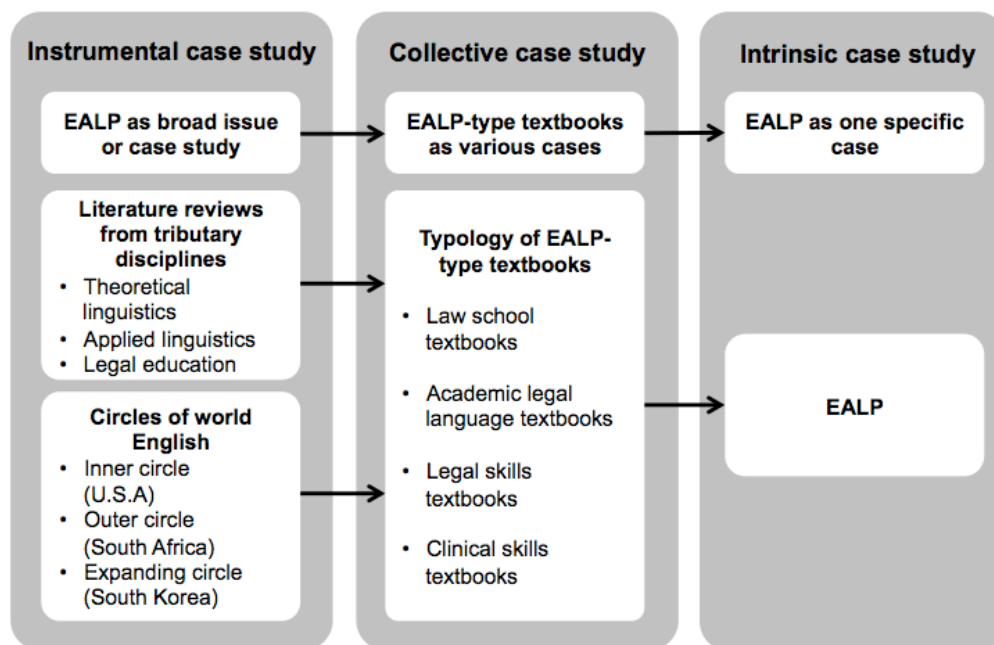 Instrumental case study
EALP as broad issue
or case study
Literature reviews
from tributary
disciplines
• Theoretical
linguistics
• Applied linguistics
• Legal education
Circles of world
English
• Inner circle
(U.S.A)
• Outer circle
(South Africa)
• Expanding circle
(South Korea)
Collective case study
EALP-type textbooks
as various cases
Typology of EALP-
type textbooks
• Law school
textbooks
• Academic legal
language textbooks
• Legal skills
textbooks
• Clinical skills
textbooks
Intrinsic case study
EALP as one specific
case
EALP